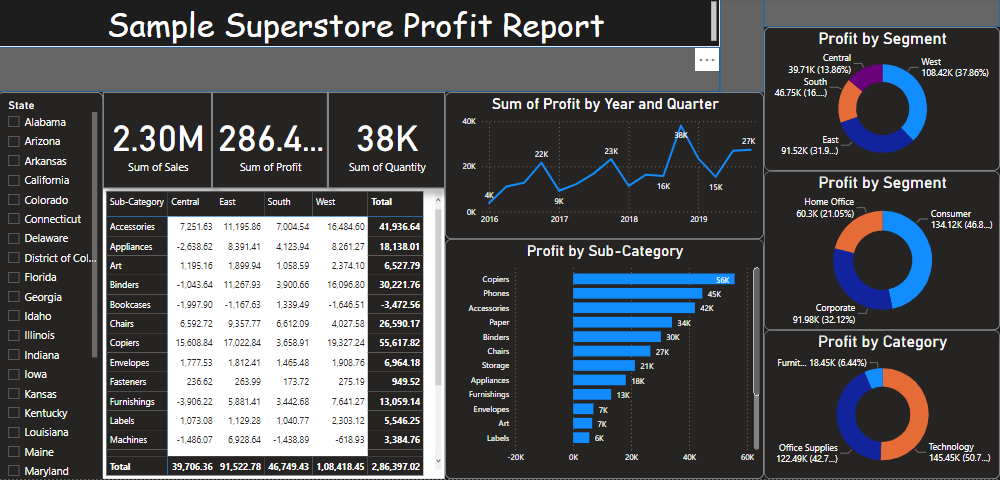 Sample Superstore Profit Report
...
State
Alabama
Arizona
Arkansas
California
Colorado
Connecticut
Delaware
District of Col...
Florida
Georgia
Idaho
Illinois
Indiana
Iowa
Kansas
Kentucky
Louisiana
Maine
Maryland
2.30M
Sum of Sales
286.4...
Sum of Profit
38K
Sum of Quantity
Sub-Category Central East South West Total
Accessories 7,251.63 11,195.86 7,004.54 16,484.60 41,936.64
Appliances -2,638.62 8,391.41 4,123.94 8,261.27 18,138.01
Art 1,195.16 1,899.94 1,058.59 2,374.10 6,527.79
Binders -1,043.64 11,267.93 3,900.66 16,096.80 30,221.76
Bookcases -1,997.90 -1,167.63 1,339.49 -1,646.51 -3,472.56
Chairs 6,592.72 9,357.77 6,612.09 4,027.58 26,590.17
Copiers 15,608.84 17,022.84 3,658.91 19,327.24 55,617.82
Envelopes 1,777.53 1,812.41 1,465.48 1,908.76 6,964.18
Fasteners 236.62 263.99 173.72 275.19 949.52
Furnishings -3,906.22 5,881.41 3,442.68 7,641.27 13,059.14
Labels 1,073.08 1,129.28 1,040.77 2,303.12 5,546.25
Machines -1,486.07 6,928.64 -1,438.89 -618.93 3,384.76
Total 39,706.36 91,522.78 46,749.43 1,08,418.45 2,86,397.02
Sum of Profit by Year and Quarter
40K
20K
0K
4K
22K
9K
23K
16K
38K
15K
27K
2016 2017 2018 2019
Profit by Sub-Category
Copiers 56K
Phones 45K
Accessories 42K
Paper 34K
Binders 30K
Chairs 27K
Storage 21K
Appliances 18K
Furnishings 13K
Envelopes 7K
Art 7K
Labels 6K
-20K 0K 20K 40K 60K
Profit by Segment
Central
39.71K (13.86%)
South
46.75K (16....)
East
91.52K (31.9...)
West
108.42K (37.86%)
Profit by Segment
Home Office
60.3K (21.05%)
Consumer
134.12K (46.8...)
Corporate
91.98K (32.12%)
Profit by Category
Furnit... 18.45K (6.44%)
Office Supplies
122.49K (42.7...)
Technology
145.45K (50.7...)